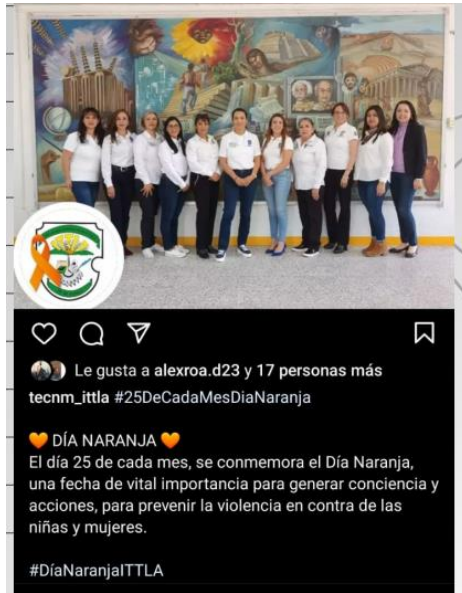 Le gusta a alexroa.d23 y 17 personas más
tecnm_ittla #25DeCadaMesDiaNaranja
🧡 DÍA NARANJA 🧡
El día 25 de cada mes, se conmemora el Día Naranja,
una fecha de vital importancia para generar conciencia y
acciones, para prevenir la violencia en contra de las
niñas y mujeres.
#DíaNaranjaITTLA